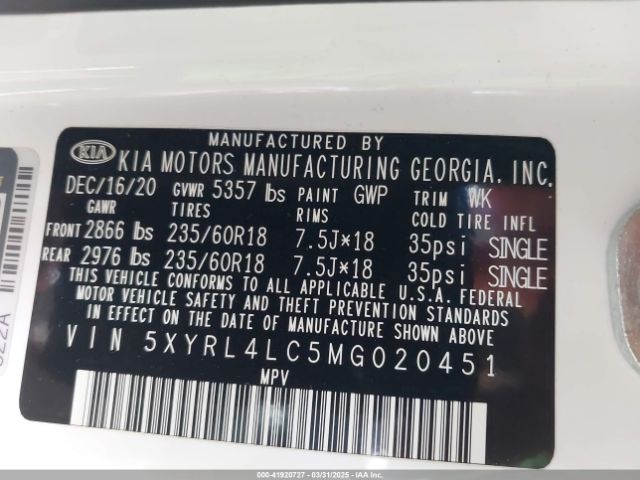 MANUFACTURED BY
KIA KIA MOTORS MANUFACTURING GEORGIA, INC.
DEC/16/20 GVWR 5357 lbs PAINT GWP TRIM WK
GAWR TIRES RIMS COLD TIRE INFL
FRONT 2866 lbs 235/60R18 7.5J*18 35psi SINGLE
REAR 2976 lbs 235/60R18 7.5J*18 35psi SINGLE
THIS VEHICLE CONFORMS TO ALL APPLICABLE U.S.A. FEDERAL
MOTOR VEHICLE SAFETY AND THEFT PREVENTION STANDARDS
IN EFFECT ON THE DATE OF MANUFACTURE SHOWN ABOVE.
VIN 5XYRL4LC5MG020451
MPV
000-41920727 - 03/31/2025 - IAAI.COM